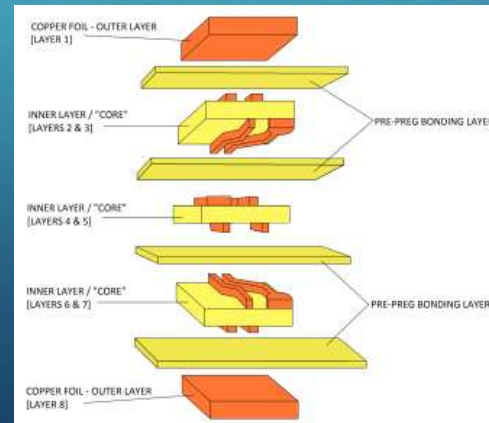 COPPER FOIL - OUTER LAYER
[LAYER 1]
INNER LAYER / "CORE"
[LAYERS 2 & 3]
PRE-PREG BONDING LAYER
INNER LAYER / "CORE"
[LAYERS 4 & 5]
INNER LAYER / "CORE"
[LAYERS 6 & 7]
PRE-PREG BONDING LAYER
COPPER FOIL - OUTER LAYER
[LAYER 8]